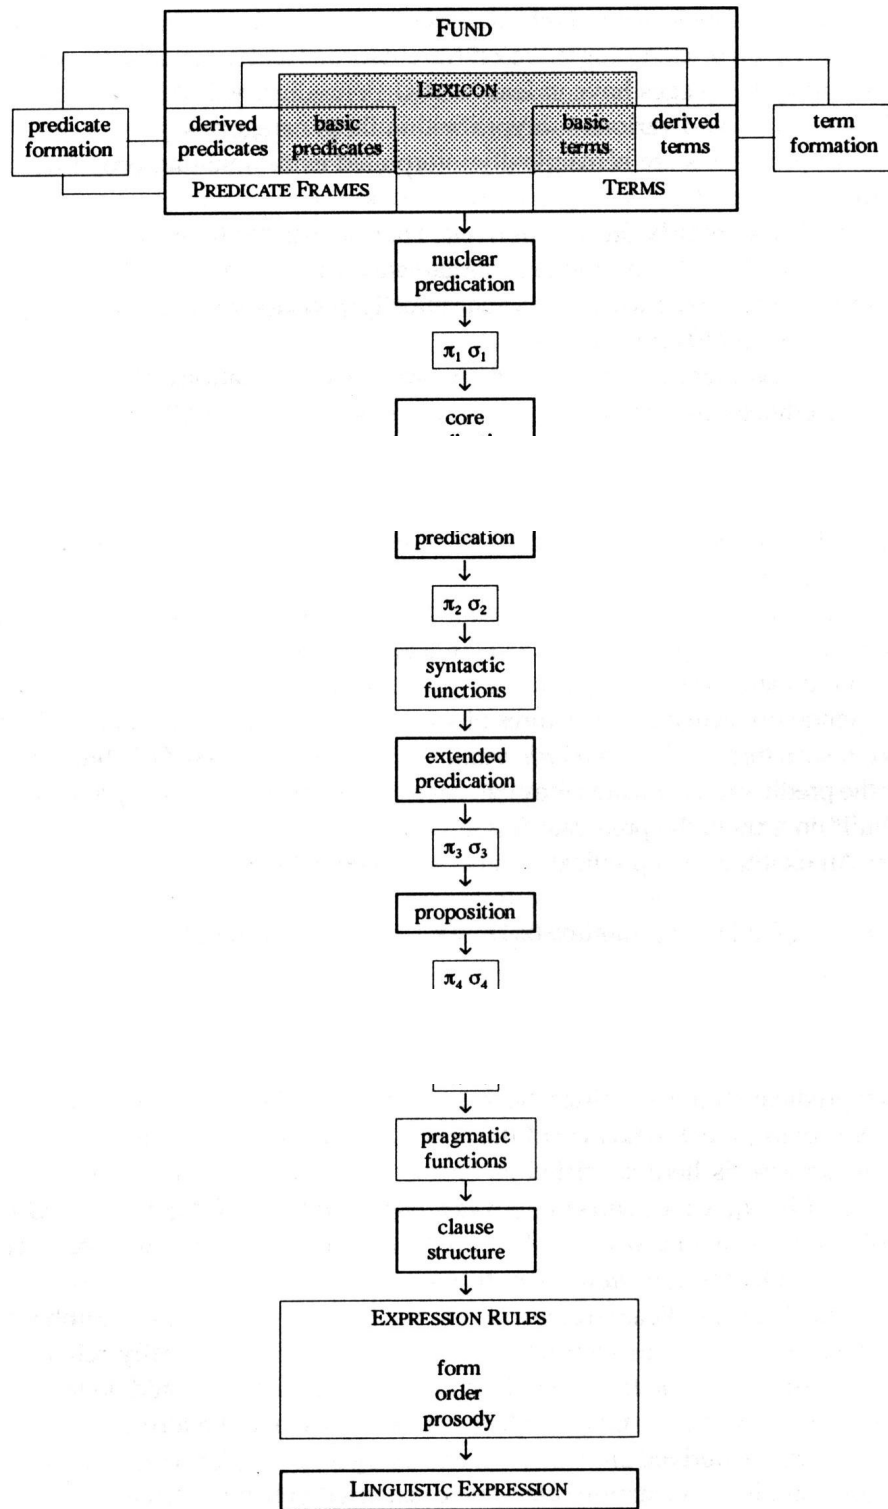 FUND
LEXICON
predicate formation
derived predicates
basic predicates
basic terms
derived terms
term formation
PREDICATE FRAMES
TERMS
nuclear
predication
π₁ σ₁
core
predication
π₂ σ₂
syntactic
functions
extended
predication
π₃ σ₃
proposition
π₄ σ₄
pragmatic
functions
clause
structure
EXPRESSION RULES
form
order
prosody
LINGUISTIC EXPRESSION